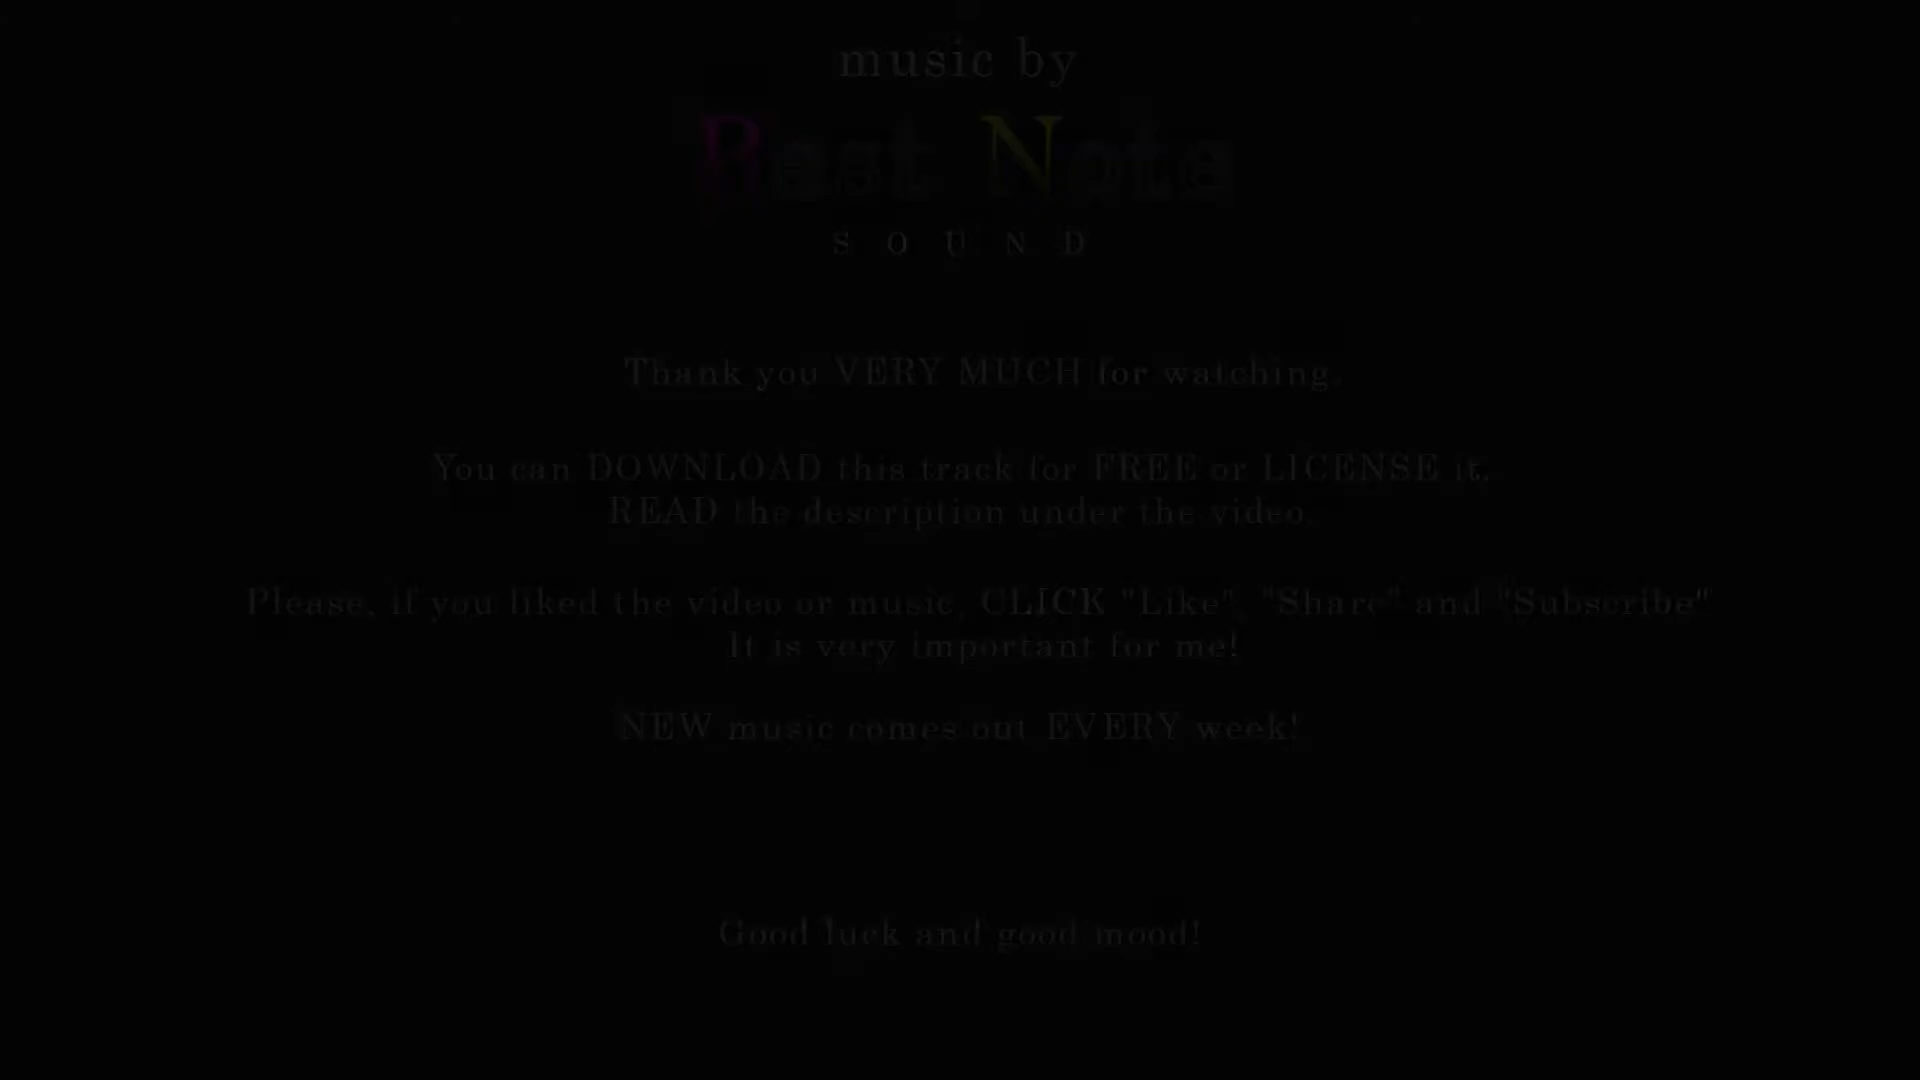 music by
Rest Note
SOUND
Thank you VERY MUCH for watching.
You can DOWNLOAD this track for FREE or LICENSE it.
READ the description under the video.
Please, if you liked the video or music, CLICK "Like", "Share" and "Subscribe"
It is very important for me!
NEW music comes out EVERY week!
Good luck and good mood!